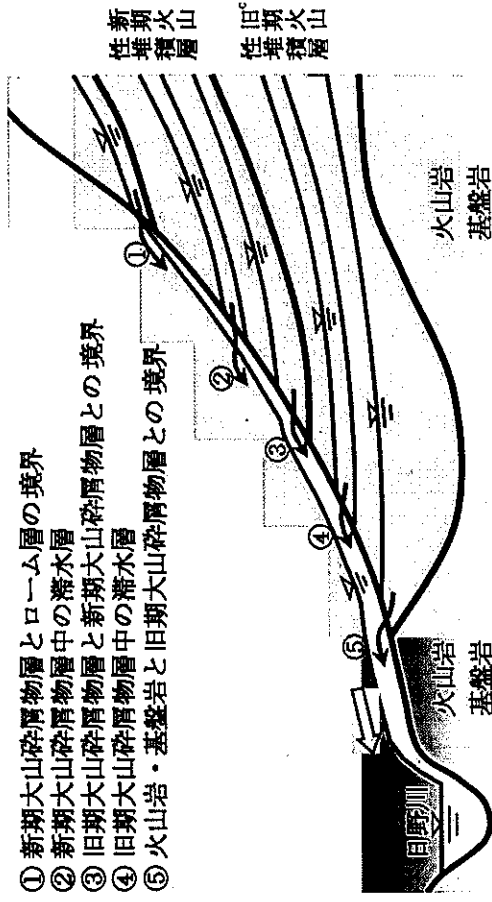 ① 新期大山砕屑物層とローム層の境界
② 新期大山砕屑物層中の滞水層
③ 旧期大山砕屑物層と新期大山砕屑物層との境界
④ 旧期大山砕屑物層中の滞水層
⑤ 火山岩・基盤岩と旧期大山砕屑物層との境界
新期火山
性堆積層
旧期火山
性堆積層
c
①
②
③
④
⑤
火山岩
基盤岩
火山岩
基盤岩
日野川